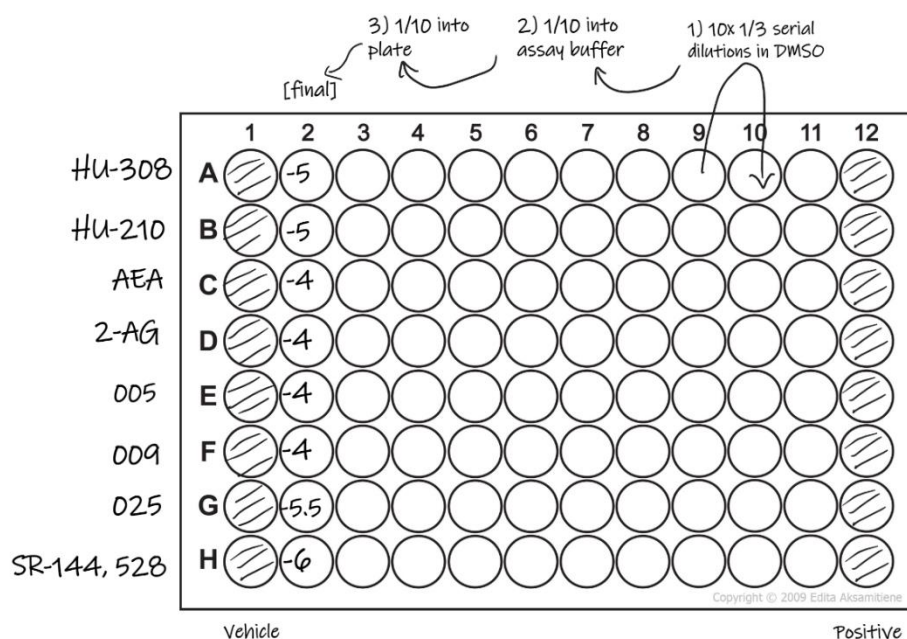 3) 1/10 into
plate
2) 1/10 into
assay buffer
1) 10x 1/3 serial
dilutions in DMSO
[final]
1 2 3 4 5 6 7 8 9 10 11 12
HU-308 A -5
HU-210 B -5
AEA C -4
2-AG D -4
005 E -4
009 F -4
025 G -5.5
SR-144,528 H -6
Copyright © 2009 Edita Aksamitiene
Vehicle Positive